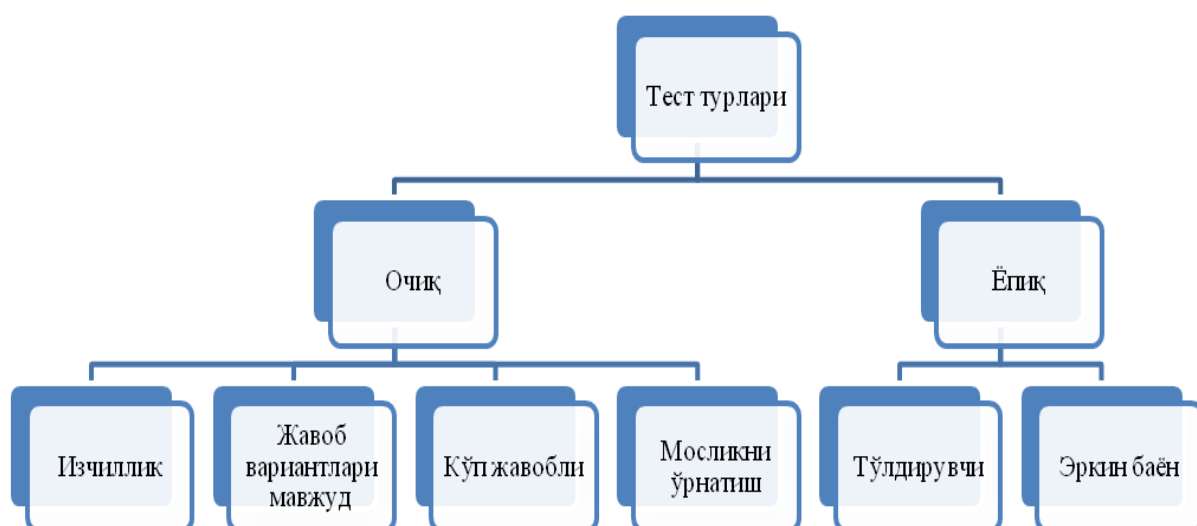 Тест турлари
Очиқ
Ёпиқ
Изчиллик
Жавоб
вариантлари
мавжуд
Кўп жавобли
Мосликни
ўрнатиш
Тўлдирувчи
Эркин баён